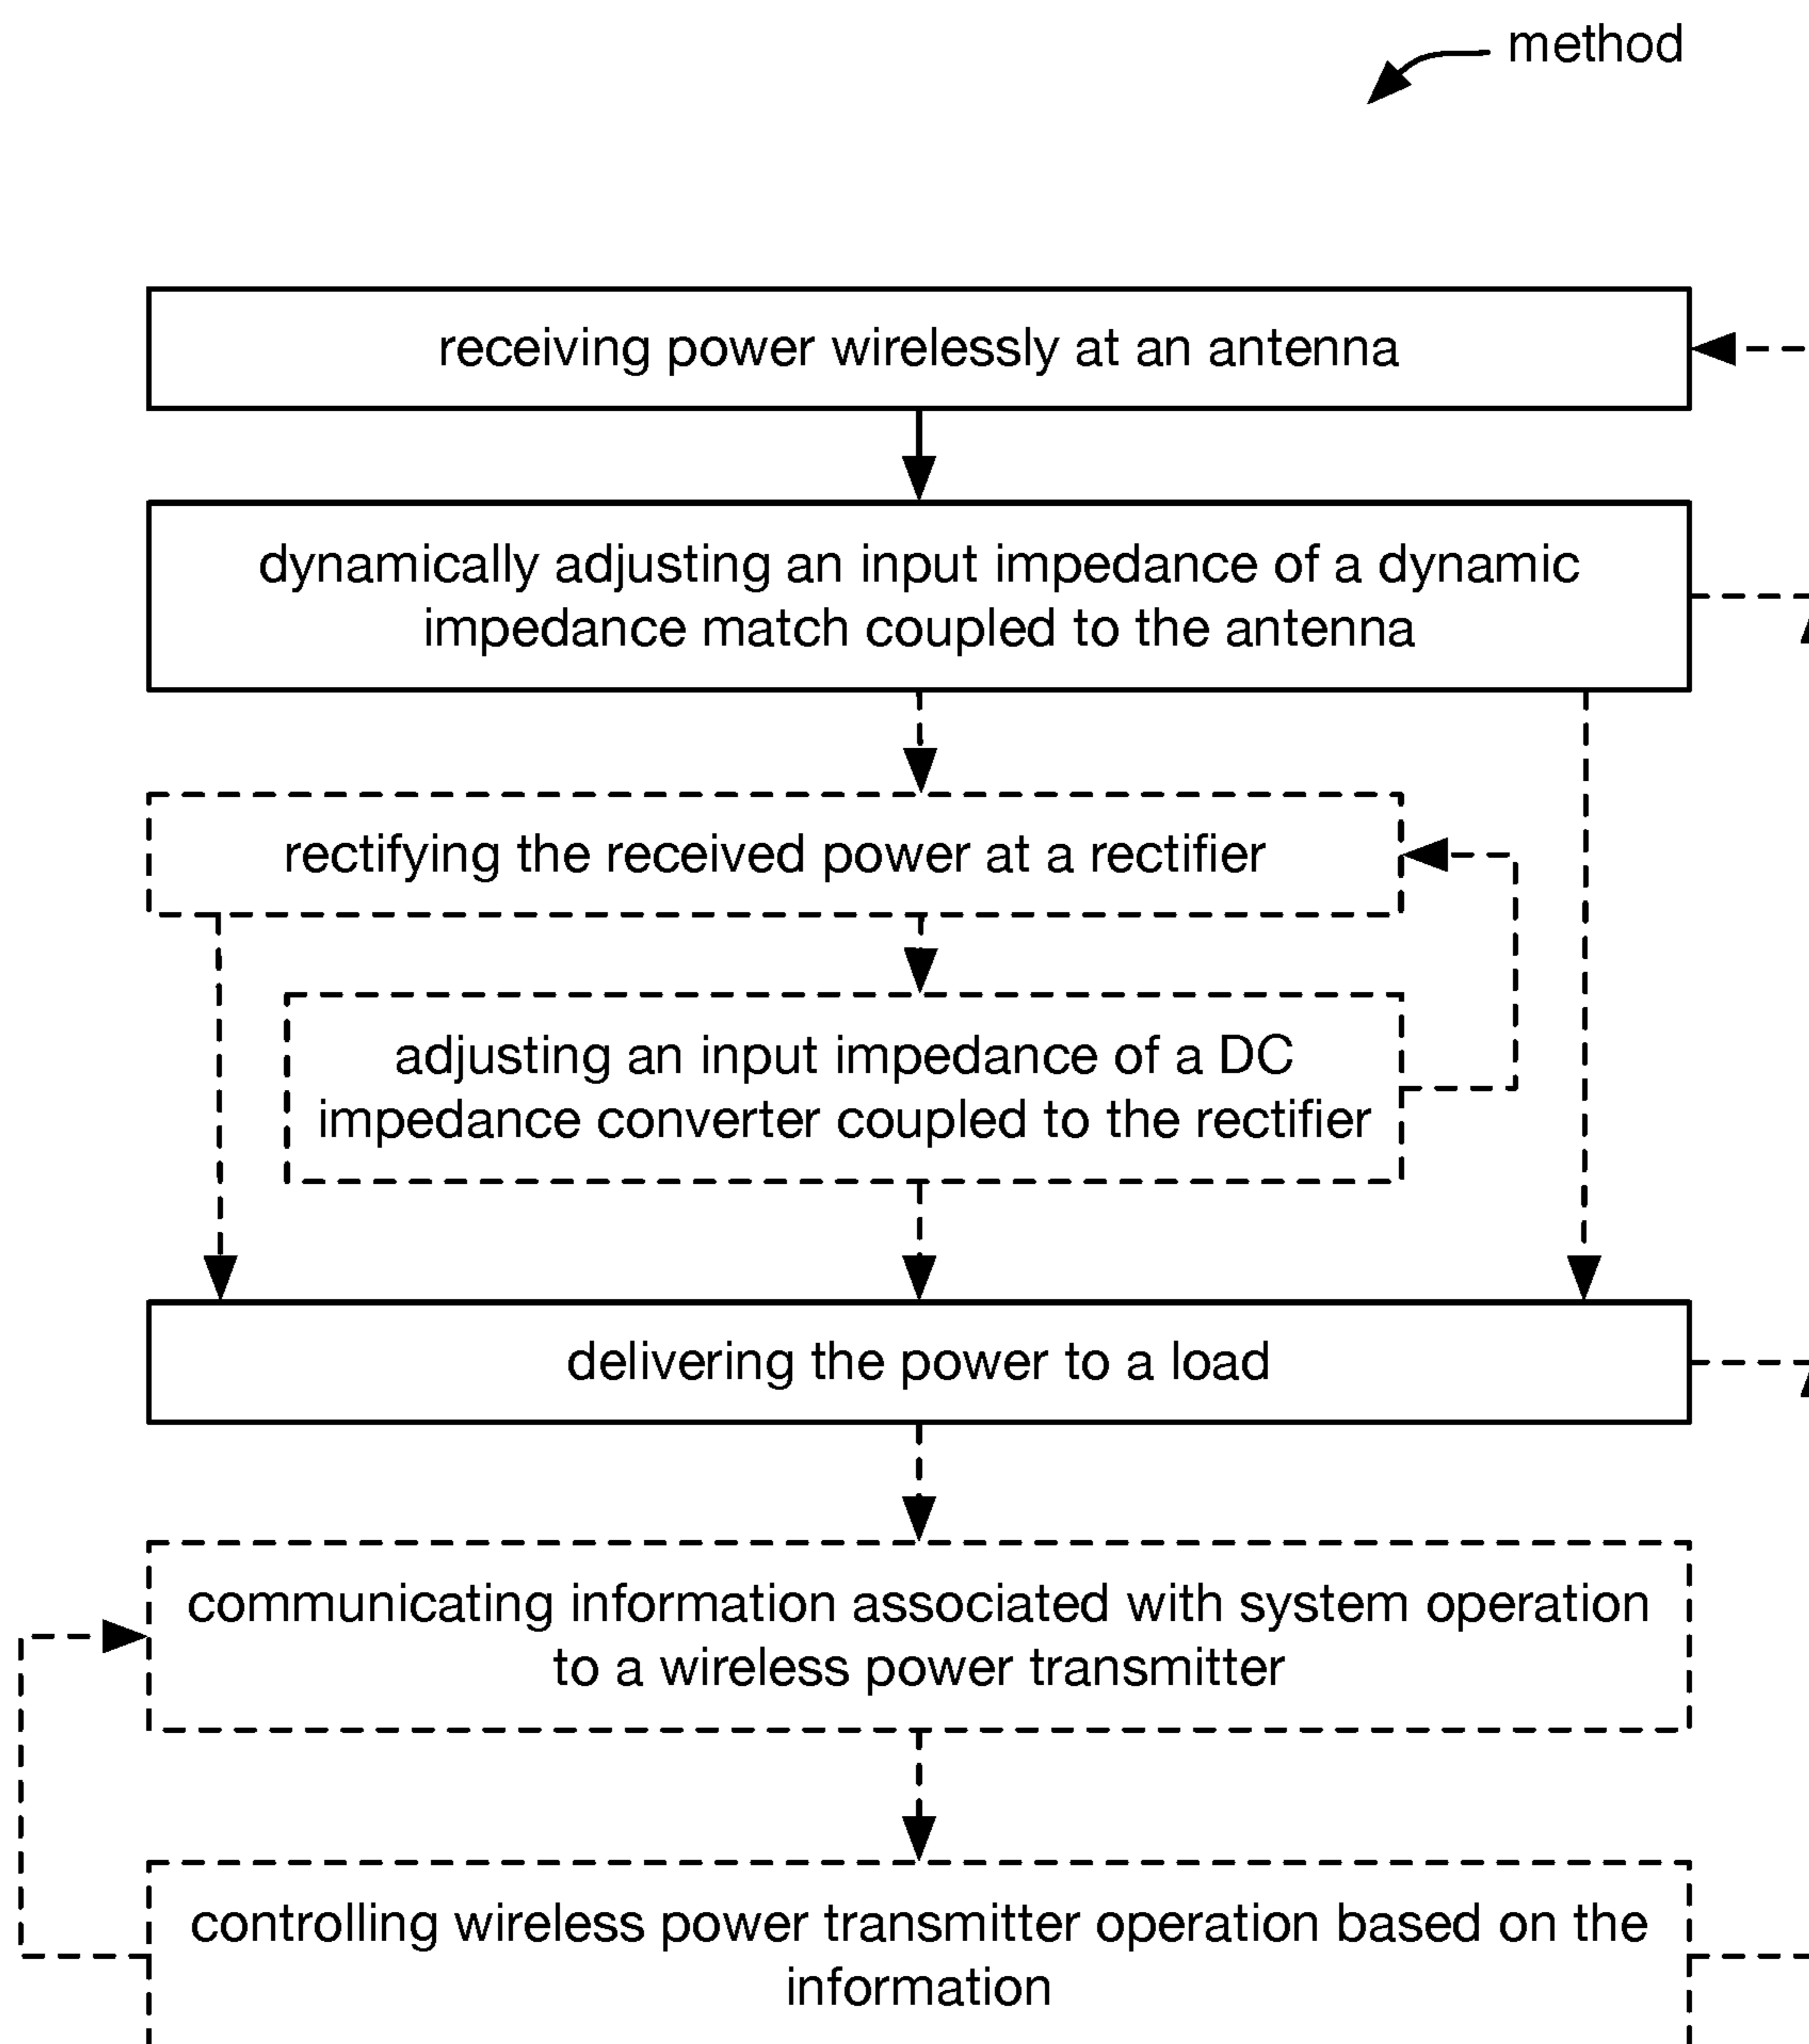 method
receiving power wirelessly at an antenna
dynamically adjusting an input impedance of a dynamic
impedance match coupled to the antenna
rectifying the received power at a rectifier
adjusting an input impedance of a DC
impedance converter coupled to the rectifier
delivering the power to a load
communicating information associated with system operation
to a wireless power transmitter
controlling wireless power transmitter operation based on the
information